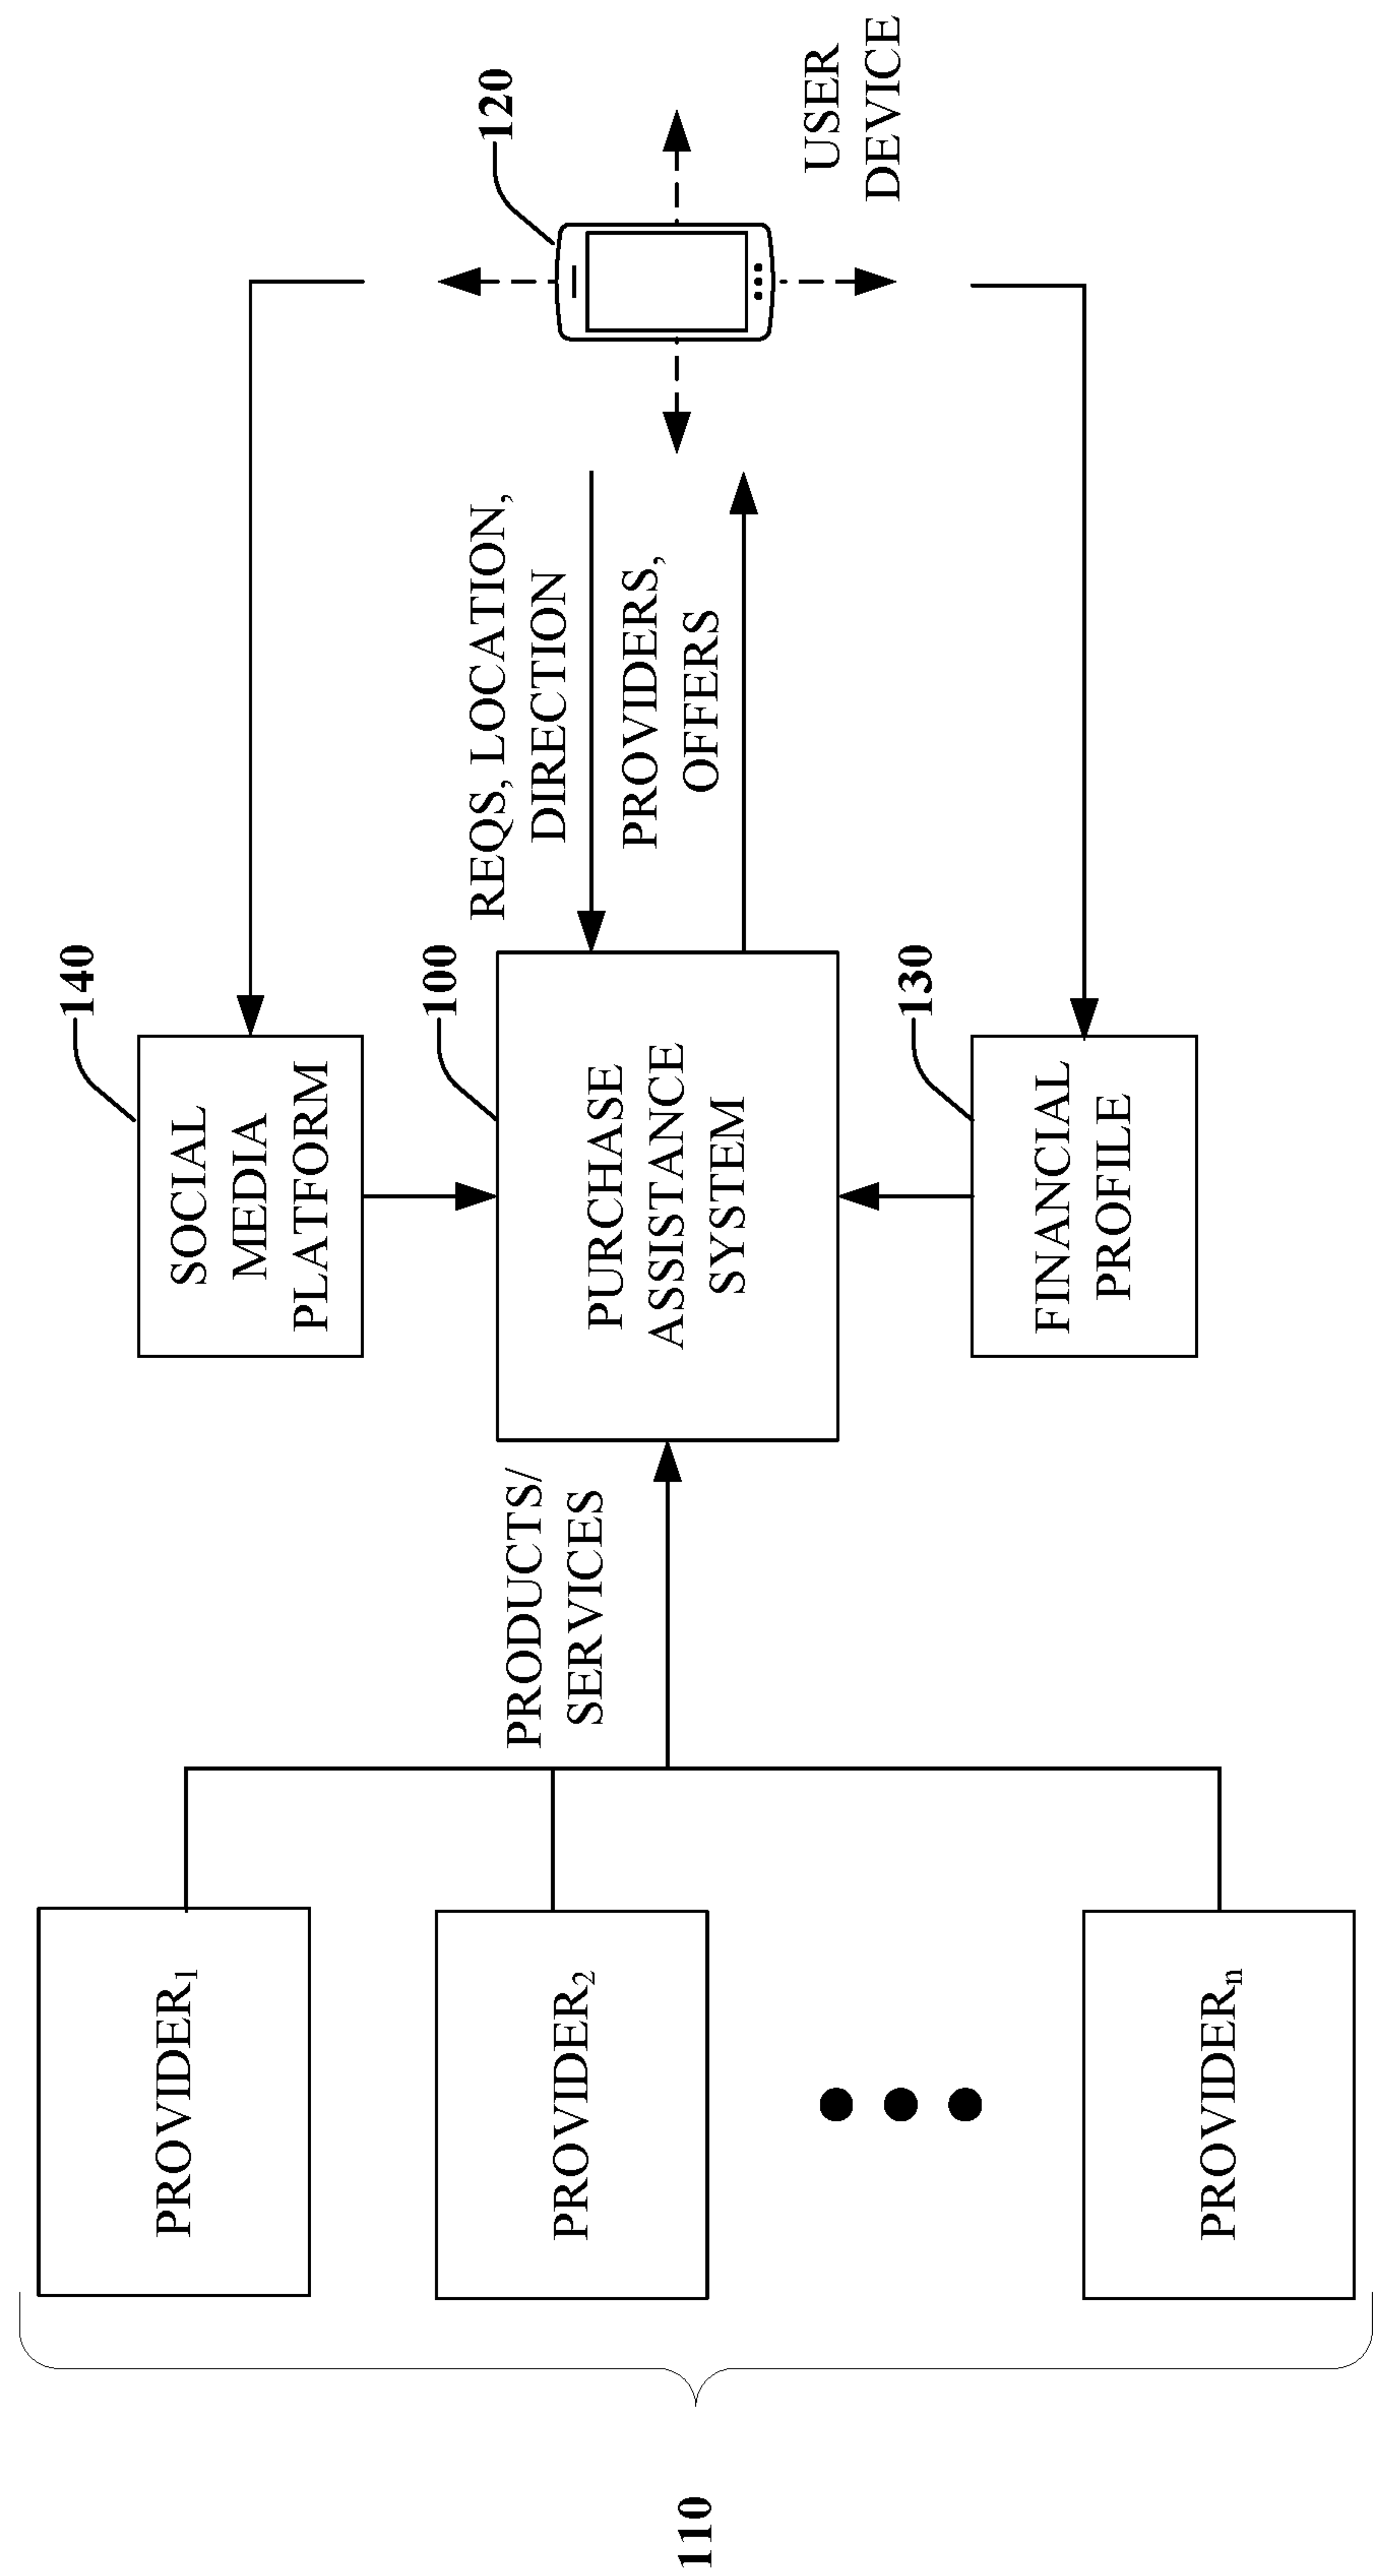 110
PROVIDER1
PROVIDER2
PROVIDERn
PRODUCTS/
SERVICES
140
SOCIAL
MEDIA
PLATFORM
100
PURCHASE
ASSISTANCE
SYSTEM
130
FINANCIAL
PROFILE
REQS, LOCATION,
DIRECTION
PROVIDERS,
OFFERS
120
USER
DEVICE